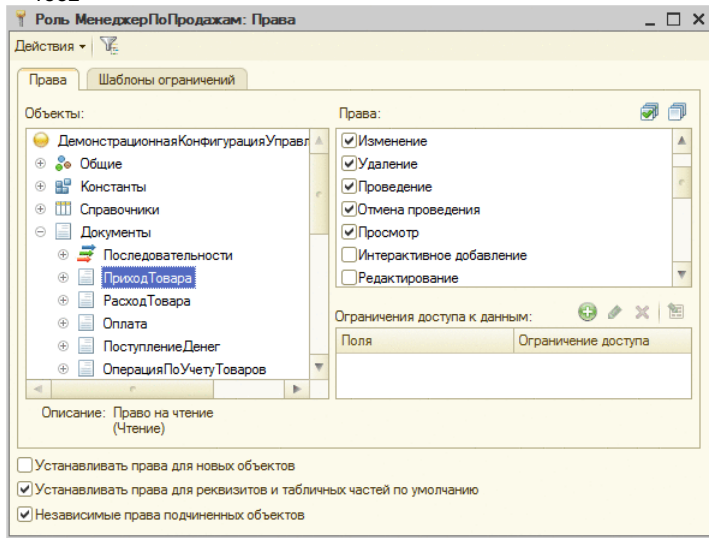 Роль МенеджерПоПродажам: Права
Действия
Права
Шаблоны ограничений
Объекты:
ДемонстрационнаяКонфигурацияУправл
Общие
Константы
Справочники
Документы
Последовательности
ПриходТовара
РасходТовара
Оплата
ПоступлениеДенег
ОперацияПоУчетуТоваров
Права:
Изменение
Удаление
Проведение
Отмена проведения
Просмотр
Интерактивное добавление
Редактирование
Ограничения доступа к данным:
Поля
Ограничение доступа
Описание: Право на чтение
(Чтение)
Устанавливать права для новых объектов
Устанавливать права для реквизитов и табличных частей по умолчанию
Независимые права подчиненных объектов